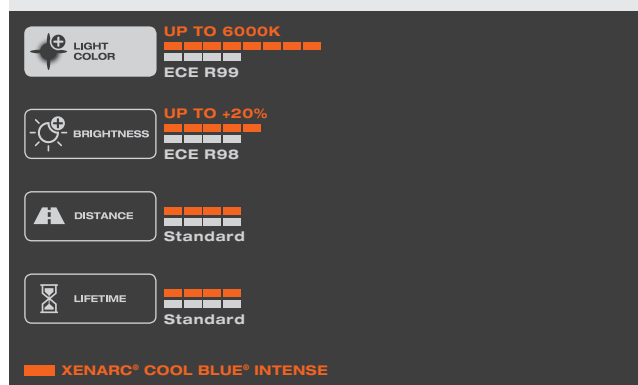 UP TO 6000K
LIGHT
COLOR
ECE R99
UP TO +20%
BRIGHTNESS
ECE R98
DISTANCE
Standard
LIFETIME
Standard
XENARC® COOL BLUE® INTENSE